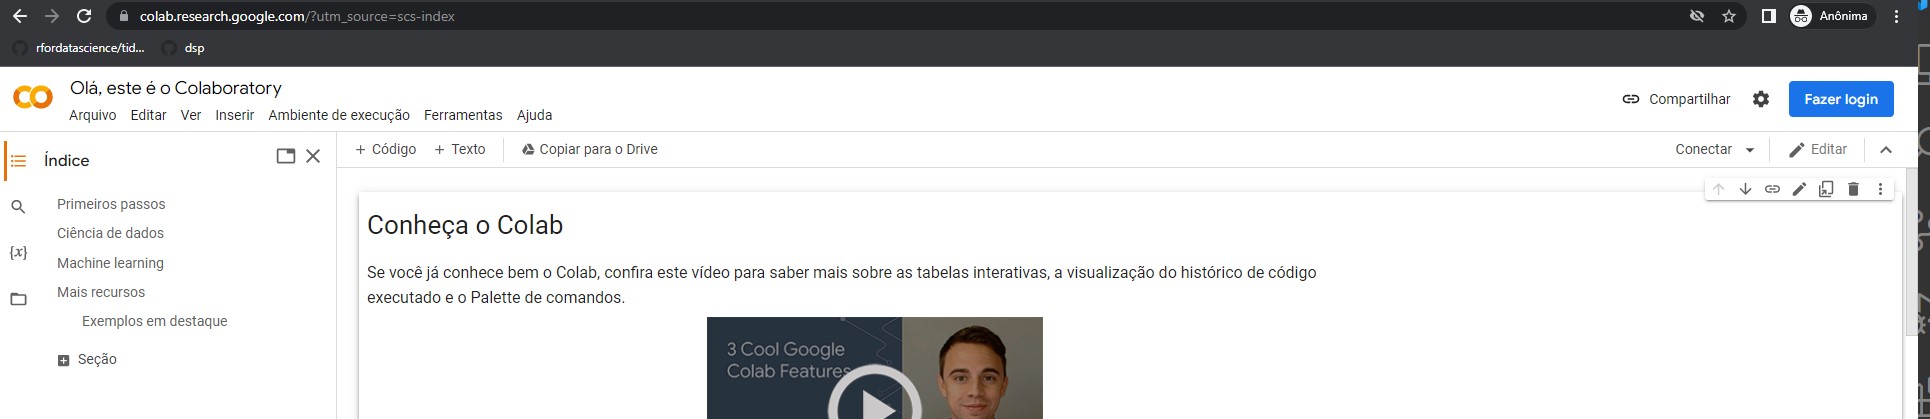 colab.research.google.com/?utm_source=scs-index
Anônima
rfordatascience/tid...
dsp
Olá, este é o Colaboratory
Arquivo Editar Ver Inserir Ambiente de execução Ferramentas Ajuda
Compartilhar
Fazer login
Índice
Primeiros passos
Ciência de dados
Machine learning
Mais recursos
Exemplos em destaque
Seção
+ Código + Texto Copiar para o Drive
Conectar
Editar
Conheça o Colab
Se você já conhece bem o Colab, confira este vídeo para saber mais sobre as tabelas interativas, a visualização do histórico de código
executado e o Palette de comandos.
3 Cool Google
Colab Features